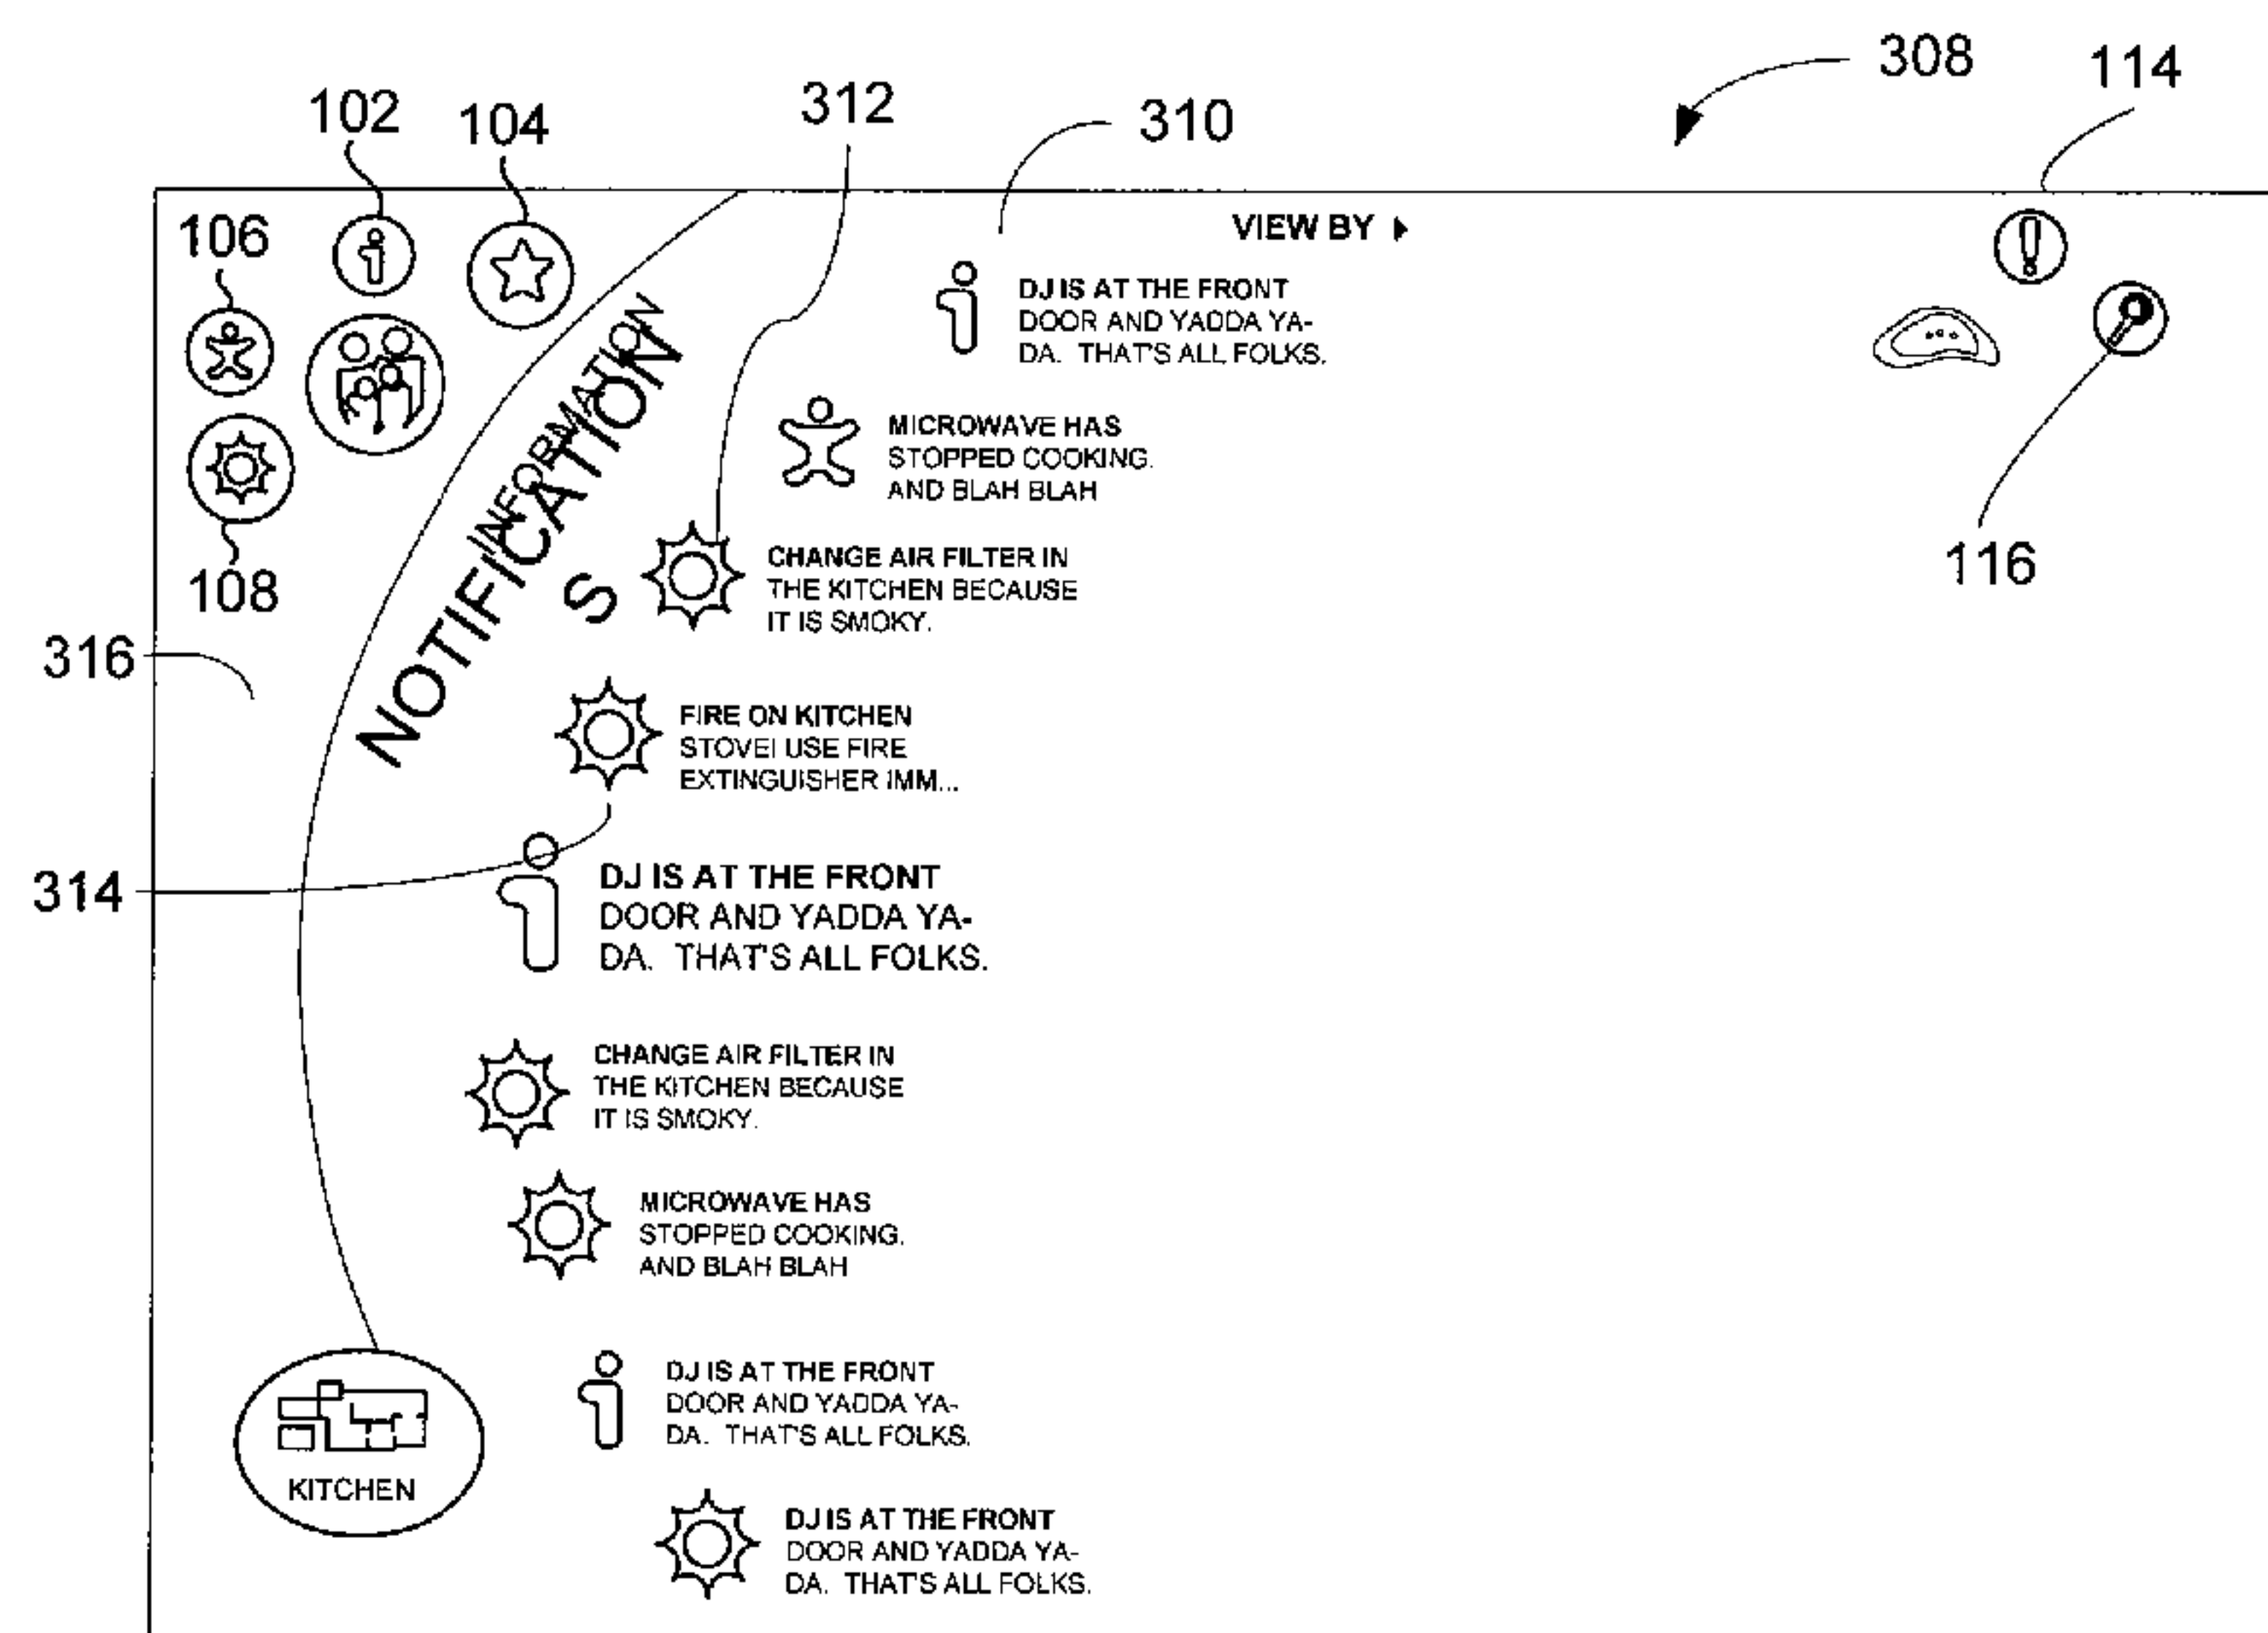 308
114
312
310
102
104
VIEW BY
106
DJ IS AT THE FRONT
DOOR AND YADDA YA-
DA. THAT'S ALL FOLKS.
INFORMATION
NOTIFICATION
S
MICROWAVE HAS
STOPPED COOKING.
AND BLAH BLAH
116
108
CHANGE AIR FILTER IN
THE KITCHEN BECAUSE
IT IS SMOKY.
316
FIRE ON KITCHEN
STOVE! USE FIRE
EXTINGUISHER IMM...
314
DJ IS AT THE FRONT
DOOR AND YADDA YA-
DA. THAT'S ALL FOLKS.
CHANGE AIR FILTER IN
THE KITCHEN BECAUSE
IT IS SMOKY.
MICROWAVE HAS
STOPPED COOKING.
AND BLAH BLAH
DJ IS AT THE FRONT
DOOR AND YADDA YA-
DA. THAT'S ALL FOLKS.
KITCHEN
DJ IS AT THE FRONT
DOOR AND YADDA YA-
DA. THAT'S ALL FOLKS.